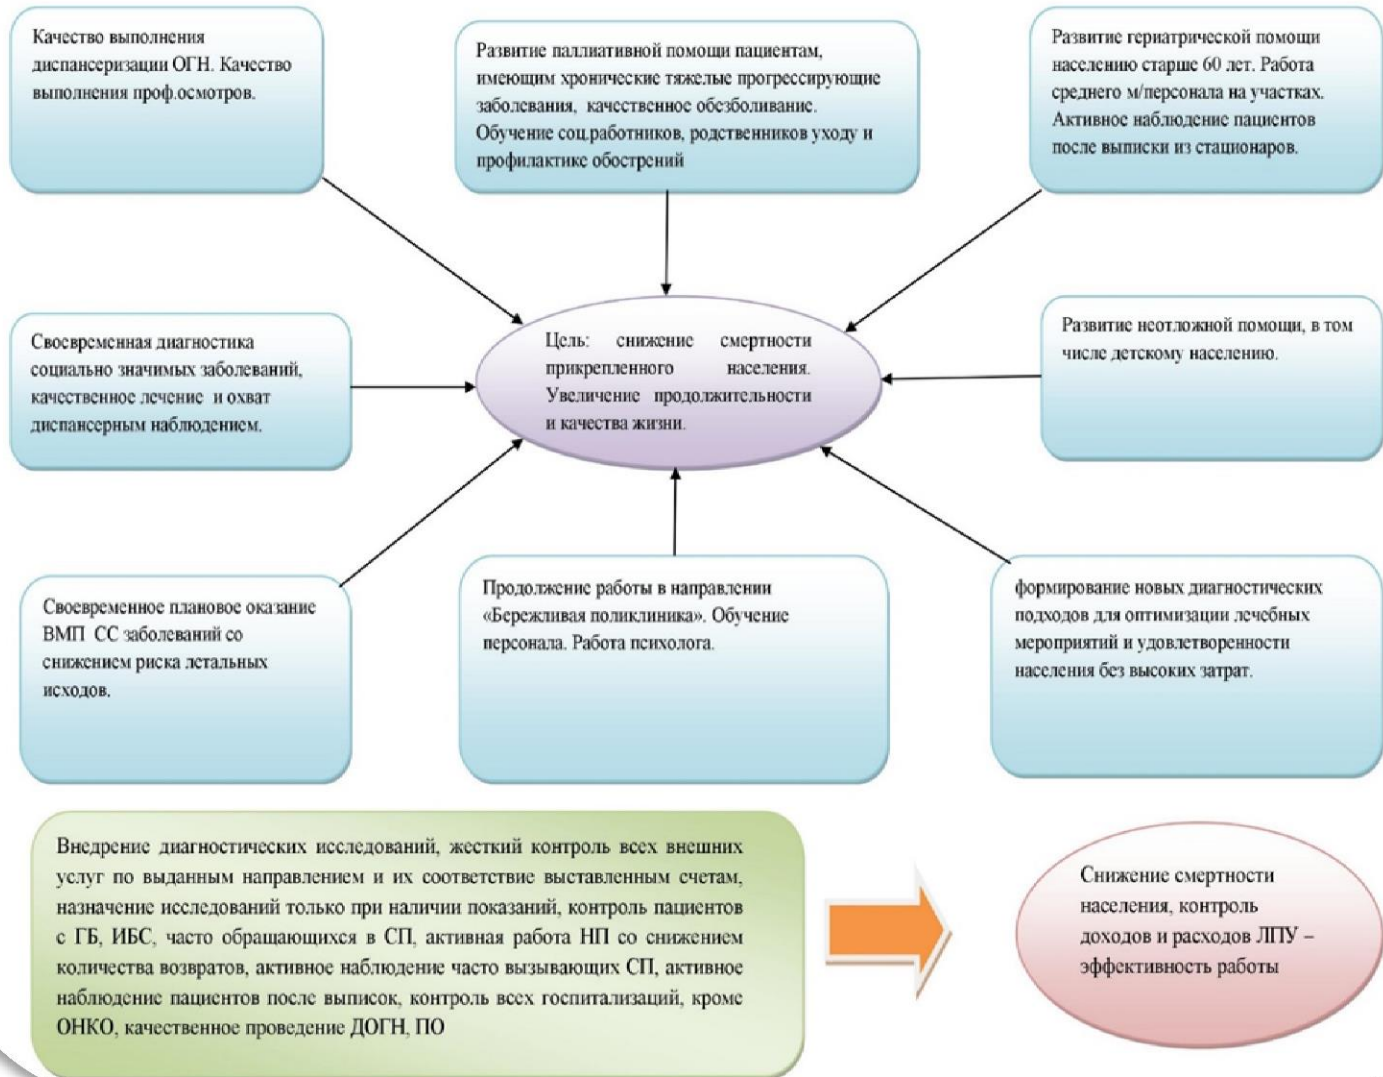 Качество выполнения
диспансеризации ОГН. Качество
выполнения проф.осмотров.
Развитие паллиативной помощи пациентам,
имеющим хронические тяжелые прогрессирующие
заболевания, качественное обезболивание.
Обучение соц.работников, родственников уходу и
профилактике обострений
Развитие гериатрической помощи
населению старше 60 лет. Работа
среднего м/персонала на участках.
Активное наблюдение пациентов
после выписки из стационаров.
Своевременная диагностика
социально значимых заболеваний,
качественное лечение и охват
диспансерным наблюдением.
Цель: снижение смертности
прикрепленного населения.
Увеличение продолжительности
и качества жизни.
Развитие неотложной помощи, в том
числе детскому населению.
Своевременное плановое оказание
ВМП СС заболеваний со
снижением риска летальных
исходов.
Продолжение работы в направлении
«Бережливая поликлиника». Обучение
персонала. Работа психолога.
формирование новых диагностических
подходов для оптимизации лечебных
мероприятий и удовлетворенности
населения без высоких затрат.
Внедрение диагностических исследований, жесткий контроль всех внешних
услуг по выданным направлением и их соответствие выставленным счетам,
назначение исследований только при наличии показаний, контроль пациентов
с ГБ, ИБС, часто обращающихся в СП, активная работа НП со снижением
количества возвратов, активное наблюдение часто вызывающих СП, активное
наблюдение пациентов после выписок, контроль всех госпитализаций, кроме
ОНКО, качественное проведение ДОГН, ПО
Снижение смертности
населения, контроль
доходов и расходов ЛПУ –
эффективность работы